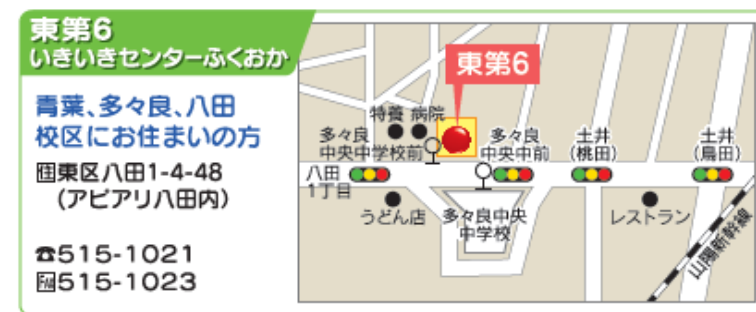 東第6
いきいきセンターふくおか
青葉、多々良、八田
校区にお住まいの方
住東区八田1-4-48
(アピアリ八田内)
☎515-1021
FAX515-1023
東第6
特養 病院
多々良
中央中学校前
多々良
中央中前
土井
(桃田)
土井
(鳥田)
八田
1丁目
うどん店
多々良中央
中学校
レストラン
山陽新幹線